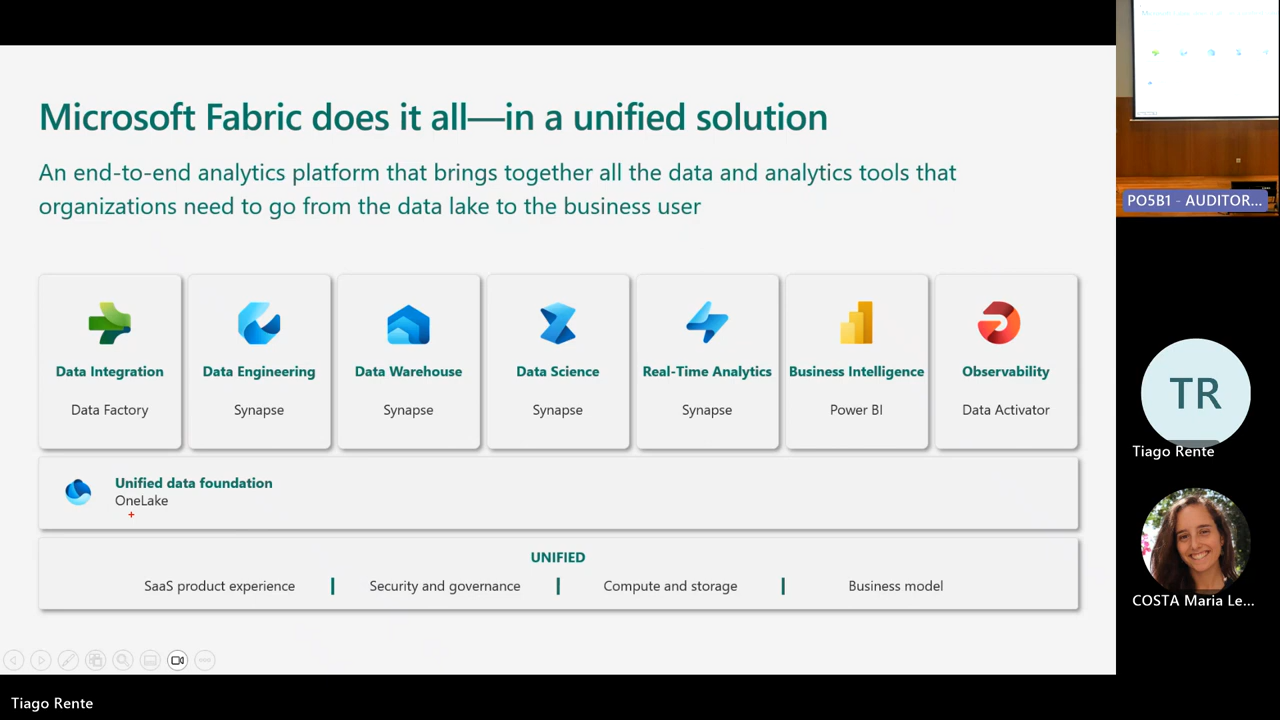 Microsoft Fabric does it all—in a unified solution
An end-to-end analytics platform that brings together all the data and analytics tools that
organizations need to go from the data lake to the business user
Data Integration
Data Factory
Data Engineering
Synapse
Data Warehouse
Synapse
Data Science
Synapse
Real-Time Analytics
Synapse
Business Intelligence
Power BI
Observability
Data Activator
Unified data foundation
OneLake
UNIFIED
SaaS product experience
Security and governance
Compute and storage
Business model
PO5B1 - AUDITOR...
TR
Tiago Rente
COSTA Maria Le...
Tiago Rente